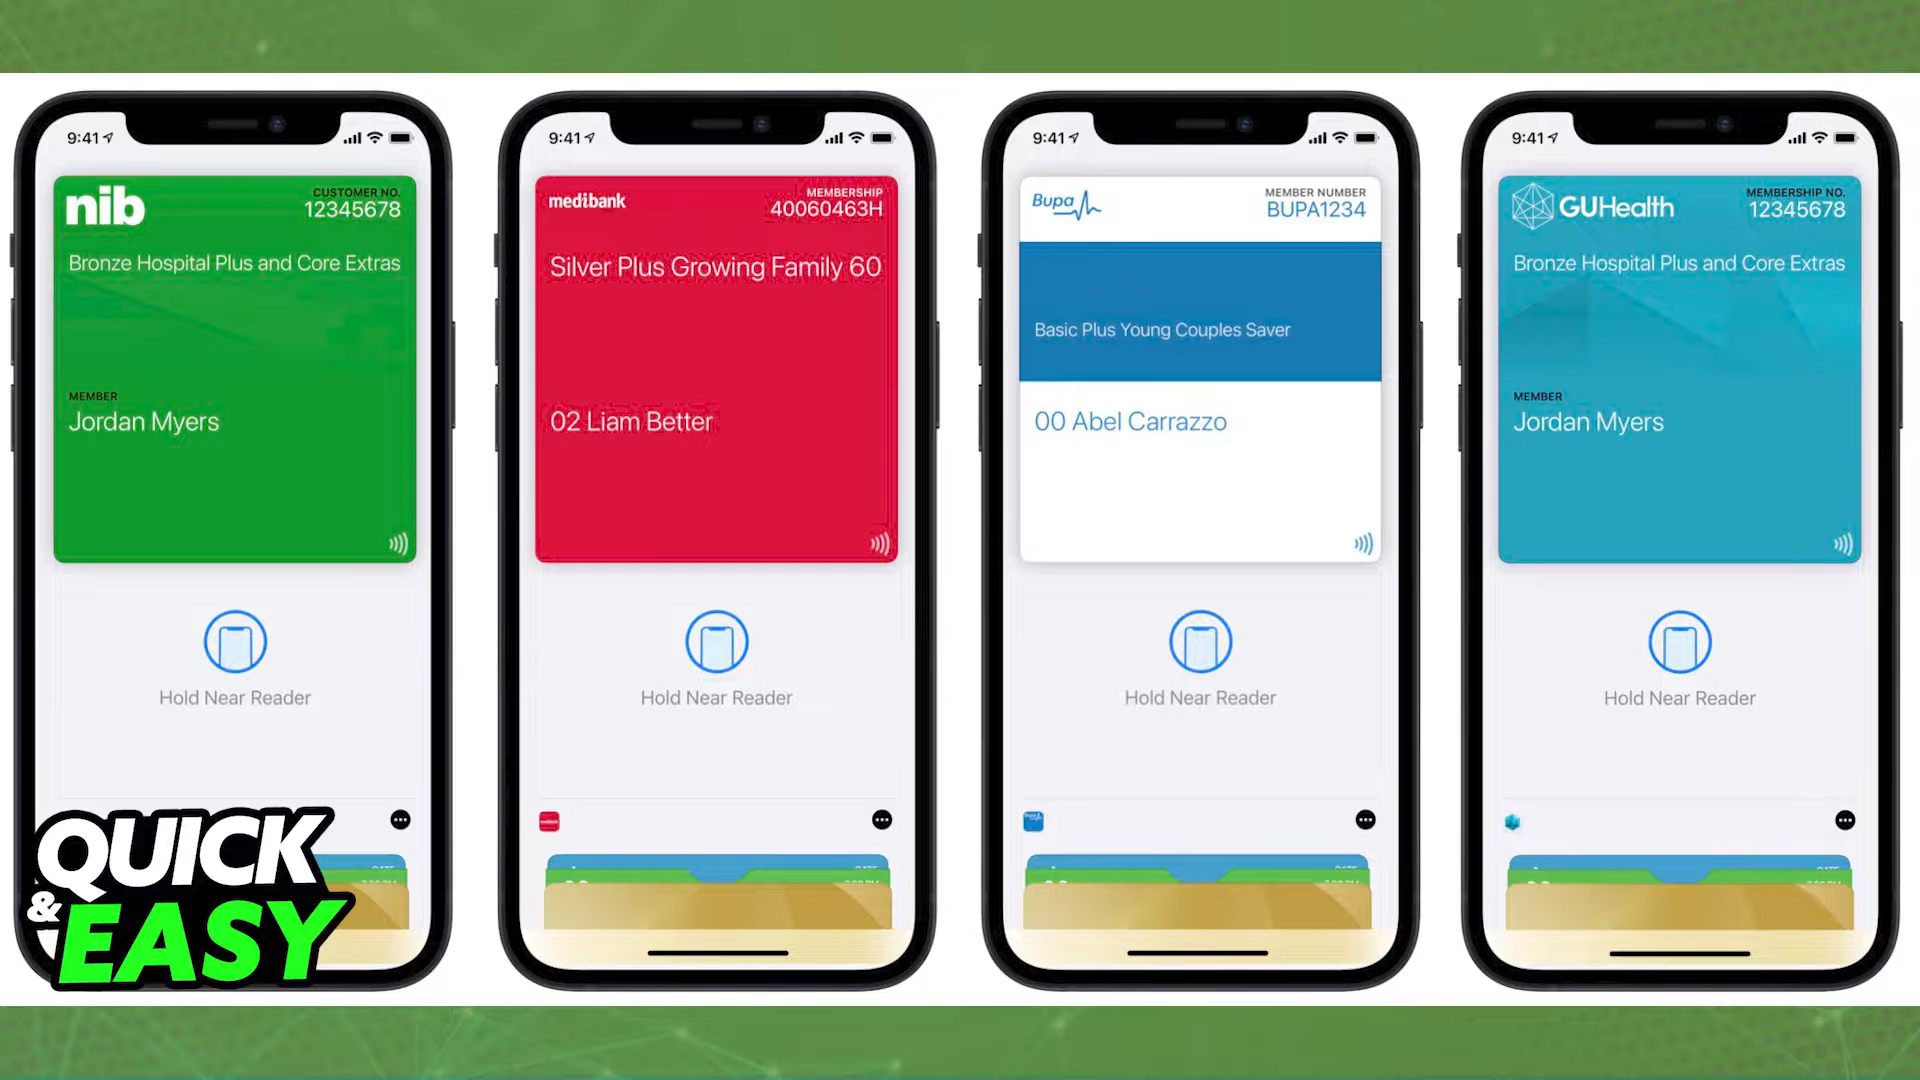 9:41
nib
CUSTOMER NO.
12345678
Bronze Hospital Plus and Core Extras
MEMBER
Jordan Myers
Hold Near Reader
9:41
medibank
MEMBERSHIP
40060463H
Silver Plus Growing Family 60
02 Liam Better
Hold Near Reader
9:41
Bupa
MEMBER NUMBER
BUPA1234
Basic Plus Young Couples Saver
00 Abel Carrazzo
Hold Near Reader
9:41
GUHealth
MEMBERSHIP NO.
12345678
Bronze Hospital Plus and Core Extras
MEMBER
Jordan Myers
Hold Near Reader
QUICK
&
EASY